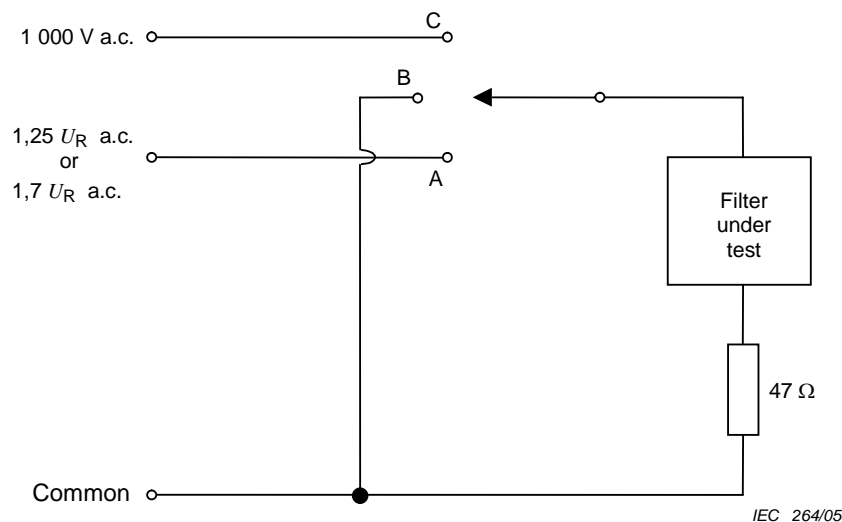 C
1 000 V a.c.
B
1,25 UR a.c.
or
1,7 UR a.c.
A
Filter
under
test
47 Ω
Common
IEC 264/05